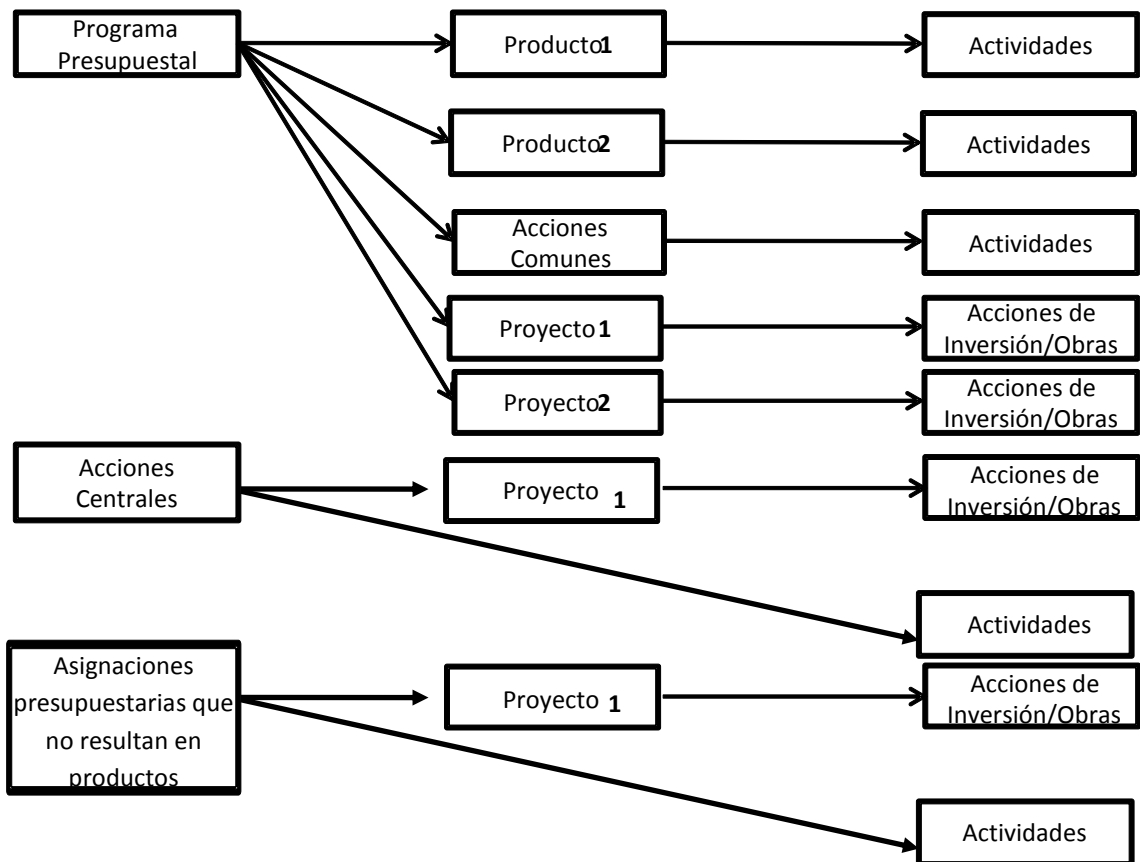 Programa
Presupuestal
Producto1
Actividades
Producto2
Actividades
Acciones
Comunes
Actividades
Proyecto 1
Acciones de
Inversión/Obras
Proyecto2
Acciones de
Inversión/Obras
Acciones
Centrales
Proyecto 1
Acciones de
Inversión/Obras
Actividades
Asignaciones
presupuestarias que
no resultan en
productos
Proyecto 1
Acciones de
Inversión/Obras
Actividades